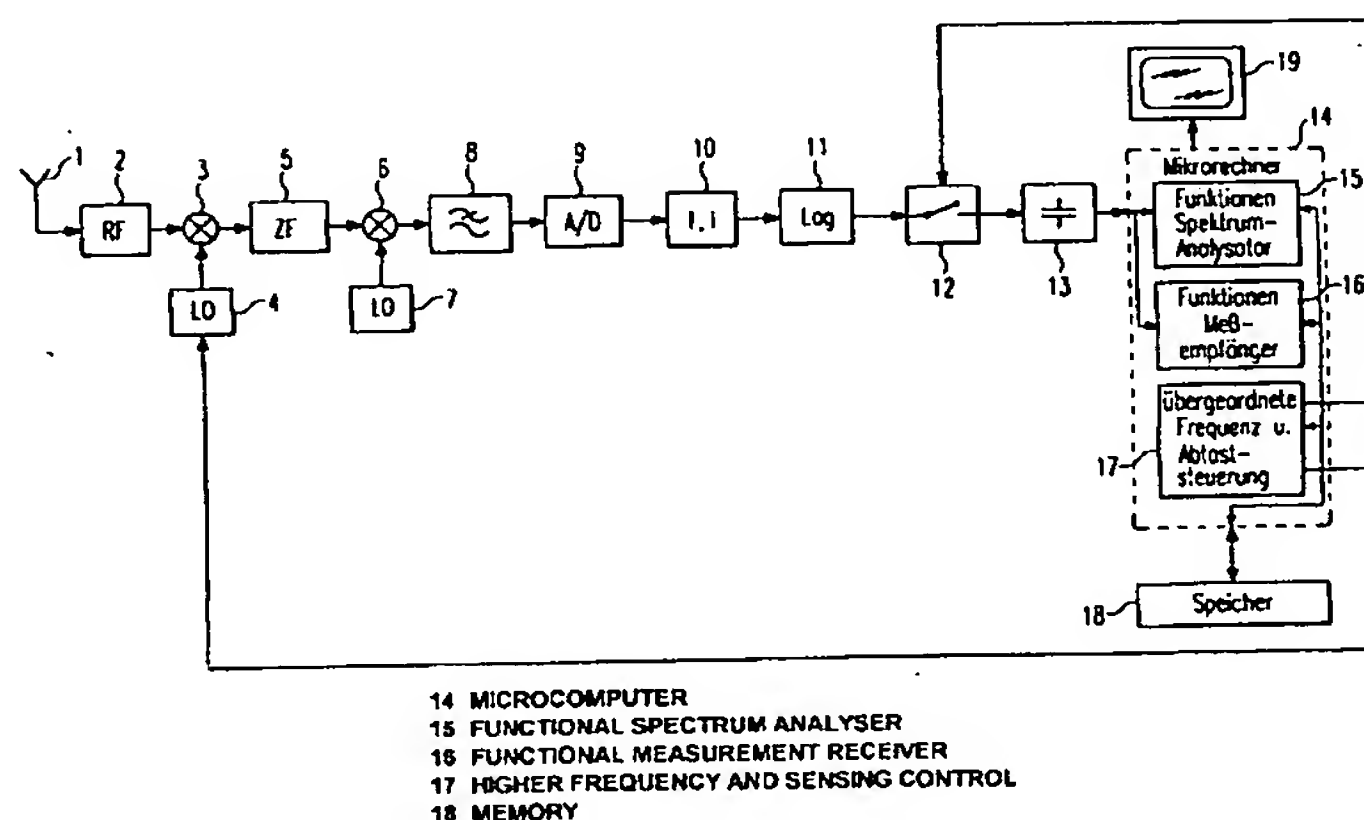 19
14
Mikrorechner
15
1
2
3
5
6
8
9
10
11
RF
ZF
A/D
Log
Funktionen
Spektrum-
Analysator
4
LO
7
LO
12
13
16
Funktionen
Meß-
empfänger
übergeordnete
Frequenz u.
Abtast-
steuerung
17
18
Speicher
14 MICROCOMPUTER
15 FUNCTIONAL SPECTRUM ANALYSER
16 FUNCTIONAL MEASUREMENT RECEIVER
17 HIGHER FREQUENCY AND SENSING CONTROL
18 MEMORY